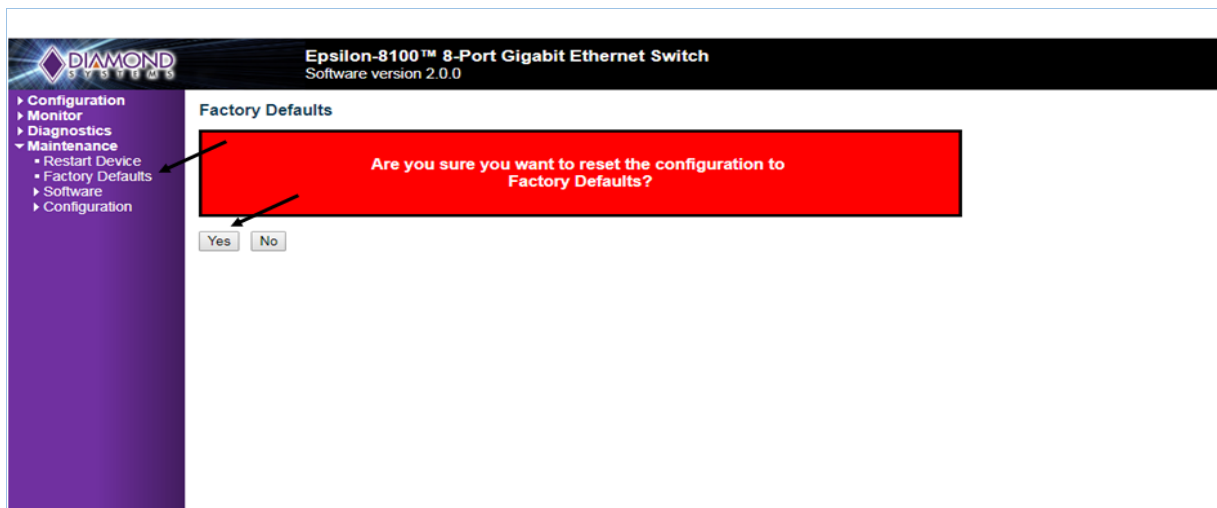 DIAMOND
SYSTEMS
Epsilon-8100™ 8-Port Gigabit Ethernet Switch
Software version 2.0.0
Configuration
Monitor
Diagnostics
Maintenance
Restart Device
Factory Defaults
Software
Configuration
Factory Defaults
Are you sure you want to reset the configuration to
Factory Defaults?
Yes No